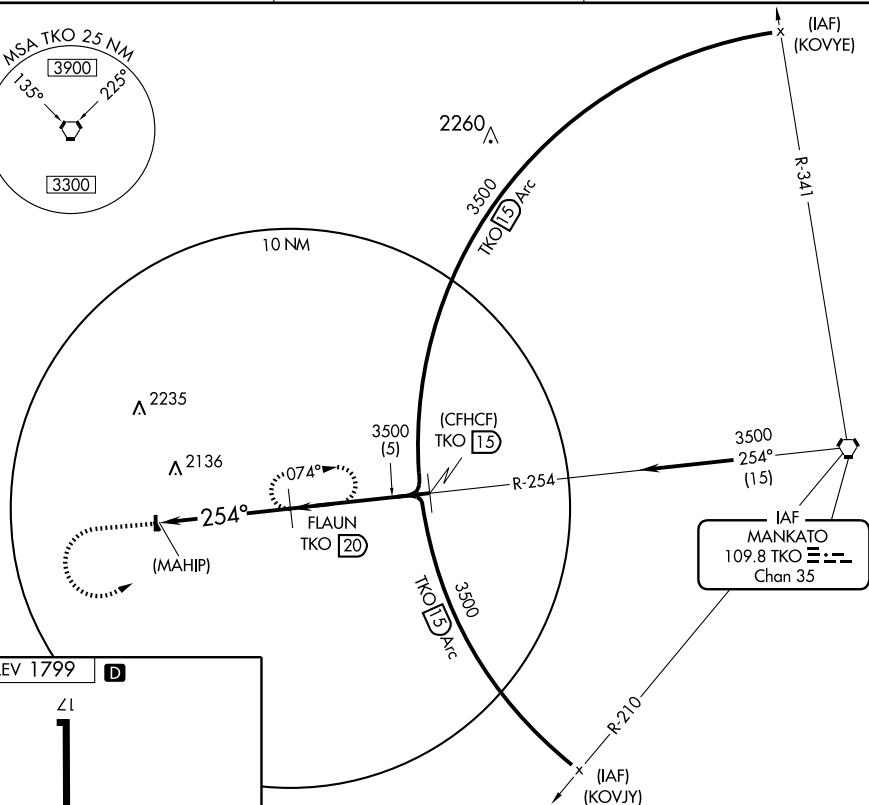 MSA TKO 25 NM
3900
135°
225°
3300
(IAF)
(KOVYE)
2260
R-341
3500
TKO 15 Arc
10 NM
2235
2136
3500
(5)
(CFHCF)
TKO 15
074°
R-254
3500
254°
(15)
254°
FLAUN
TKO 20
(MAHIP)
IAF
MANKATO
109.8 TKO
Chan 35
3500
TKO 15 Arc
R-210
(IAF)
(KOVJY)
EV 1799
D
17